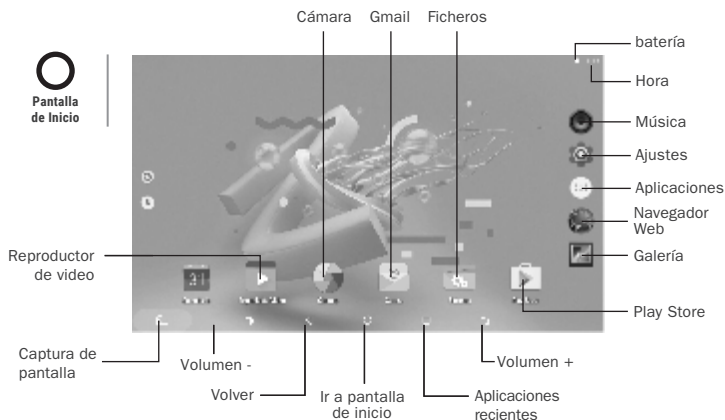 Cámara
Gmail
Ficheros
batería
Hora
Pantalla
de Inicio
Música
Ajustes
Aplicaciones
Navegador
Web
Galería
Reproductor
de video
31
Play Store
Captura de
pantalla
Volumen -
Volver
Ir a pantalla
de inicio
Aplicaciones
recientes
Volumen +